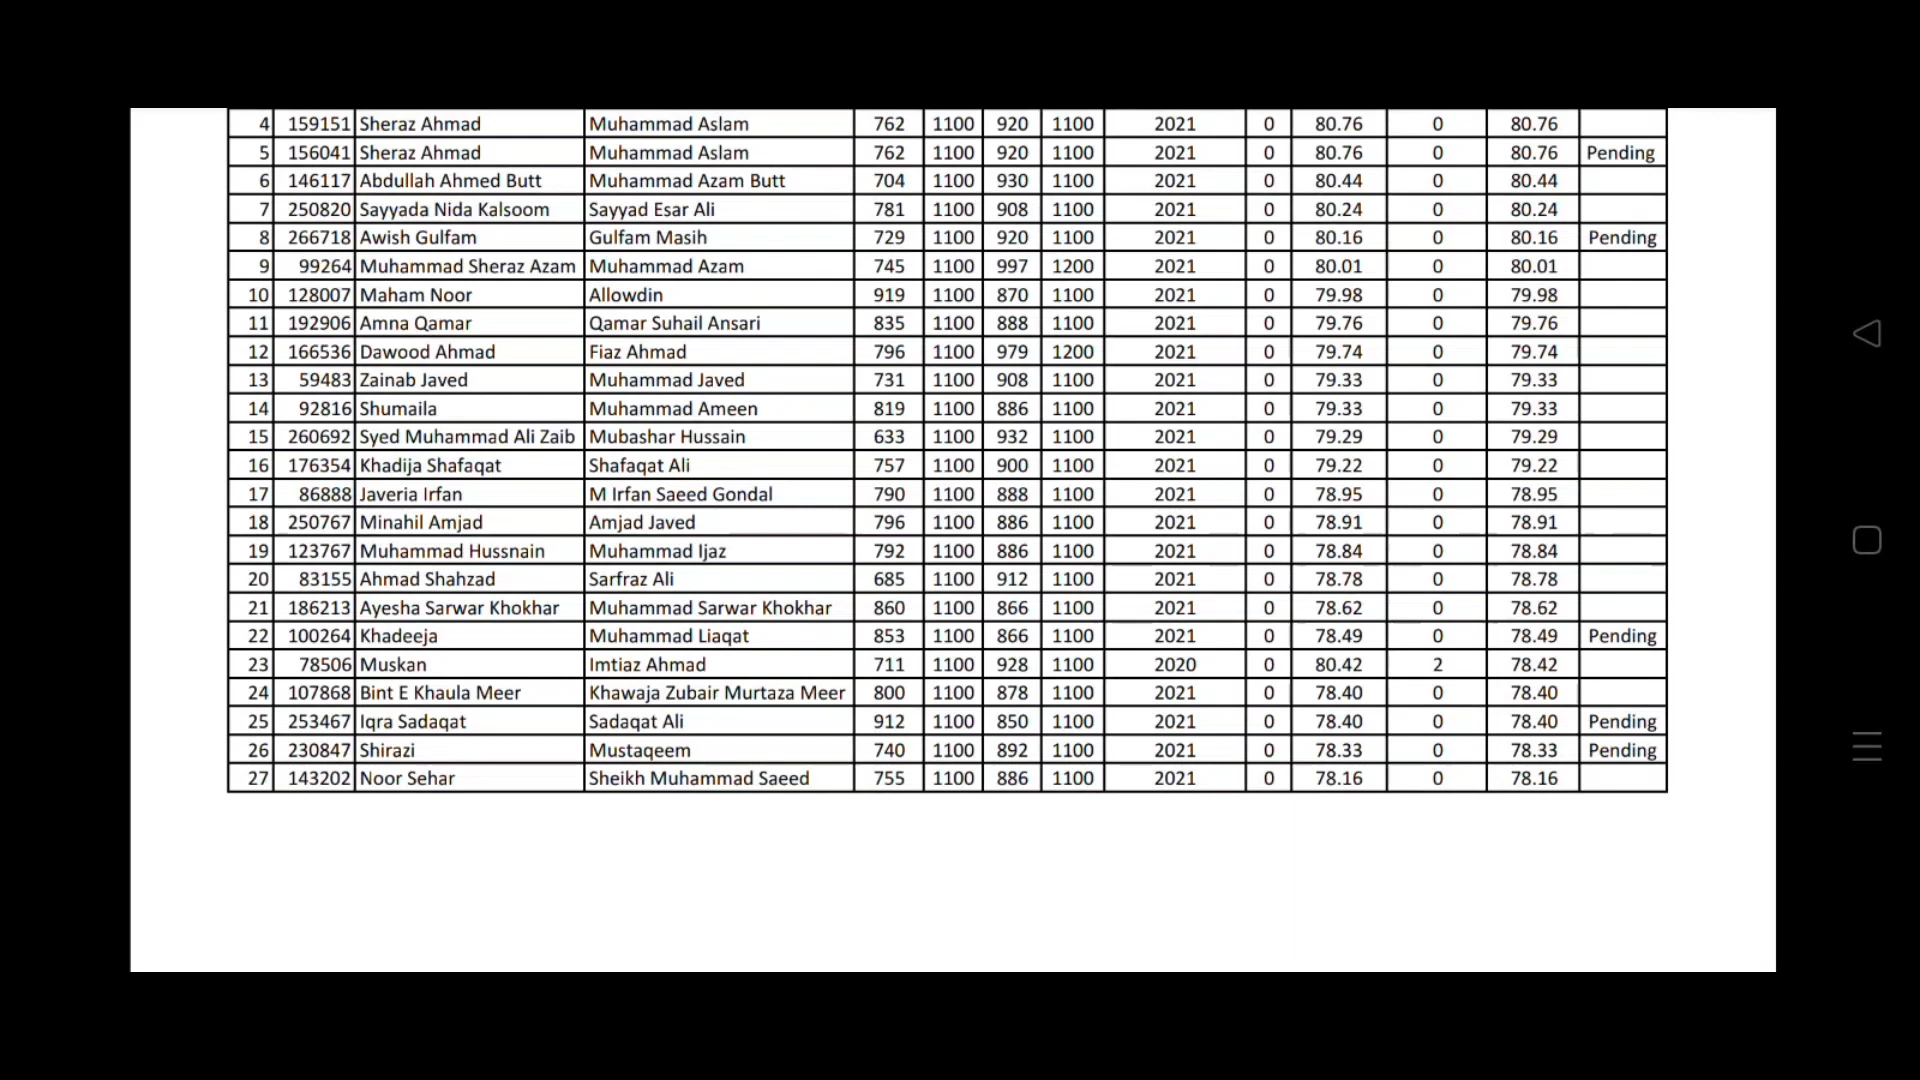 4 159151 Sheraz Ahmad Muhammad Aslam 762 1100 920 1100 2021 0 80.76 0 80.76
5 156041 Sheraz Ahmad Muhammad Aslam 762 1100 920 1100 2021 0 80.76 0 80.76 Pending
6 146117 Abdullah Ahmed Butt Muhammad Azam Butt 704 1100 930 1100 2021 0 80.44 0 80.44
7 250820 Sayyada Nida Kalsoom Sayyad Esar Ali 781 1100 908 1100 2021 0 80.24 0 80.24
8 266718 Awish Gulfam Gulfam Masih 729 1100 920 1100 2021 0 80.16 0 80.16 Pending
9 99264 Muhammad Sheraz Azam Muhammad Azam 745 1100 997 1200 2021 0 80.01 0 80.01
10 128007 Maham Noor Allowdin 919 1100 870 1100 2021 0 79.98 0 79.98
11 192906 Amna Qamar Qamar Suhail Ansari 835 1100 888 1100 2021 0 79.76 0 79.76
12 166536 Dawood Ahmad Fiaz Ahmad 796 1100 979 1200 2021 0 79.74 0 79.74
13 59483 Zainab Javed Muhammad Javed 731 1100 908 1100 2021 0 79.33 0 79.33
14 92816 Shumaila Muhammad Ameen 819 1100 886 1100 2021 0 79.33 0 79.33
15 260692 Syed Muhammad Ali Zaib Mubashar Hussain 633 1100 932 1100 2021 0 79.29 0 79.29
16 176354 Khadija Shafaqat Shafaqat Ali 757 1100 900 1100 2021 0 79.22 0 79.22
17 86888 Javeria Irfan M Irfan Saeed Gondal 790 1100 888 1100 2021 0 78.95 0 78.95
18 250767 Minahil Amjad Amjad Javed 796 1100 886 1100 2021 0 78.91 0 78.91
19 123767 Muhammad Hussnain Muhammad Ijaz 792 1100 886 1100 2021 0 78.84 0 78.84
20 83155 Ahmad Shahzad Sarfraz Ali 685 1100 912 1100 2021 0 78.78 0 78.78
21 186213 Ayesha Sarwar Khokhar Muhammad Sarwar Khokhar 860 1100 866 1100 2021 0 78.62 0 78.62
22 100264 Khadeeja Muhammad Liaqat 853 1100 866 1100 2021 0 78.49 0 78.49 Pending
23 78506 Muskan Imtiaz Ahmad 711 1100 928 1100 2020 0 80.42 2 78.42
24 107868 Bint E Khaula Meer Khawaja Zubair Murtaza Meer 800 1100 878 1100 2021 0 78.40 0 78.40
25 253467 Iqra Sadaqat Sadaqat Ali 912 1100 850 1100 2021 0 78.40 0 78.40 Pending
26 230847 Shirazi Mustaqeem 740 1100 892 1100 2021 0 78.33 0 78.33 Pending
27 143202 Noor Sehar Sheikh Muhammad Saeed 755 1100 886 1100 2021 0 78.16 0 78.16